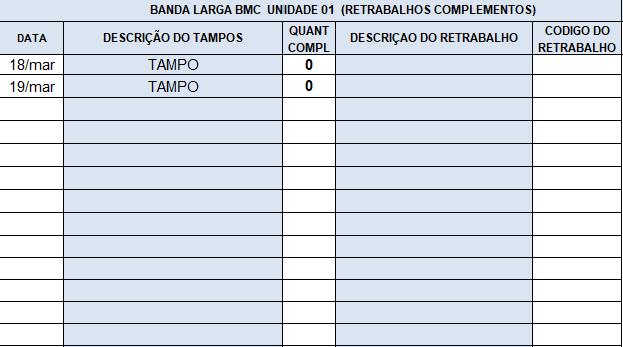 BANDA LARGA BMC UNIDADE 01 (RETRABALHOS COMPLEMENTOS)
DATA DESCRIÇÃO DO TAMPOS QUANT COMPL DESCRIÇAO DO RETRABALHO CODIGO DO RETRABALHO
18/mar TAMPO 0
19/mar TAMPO 0